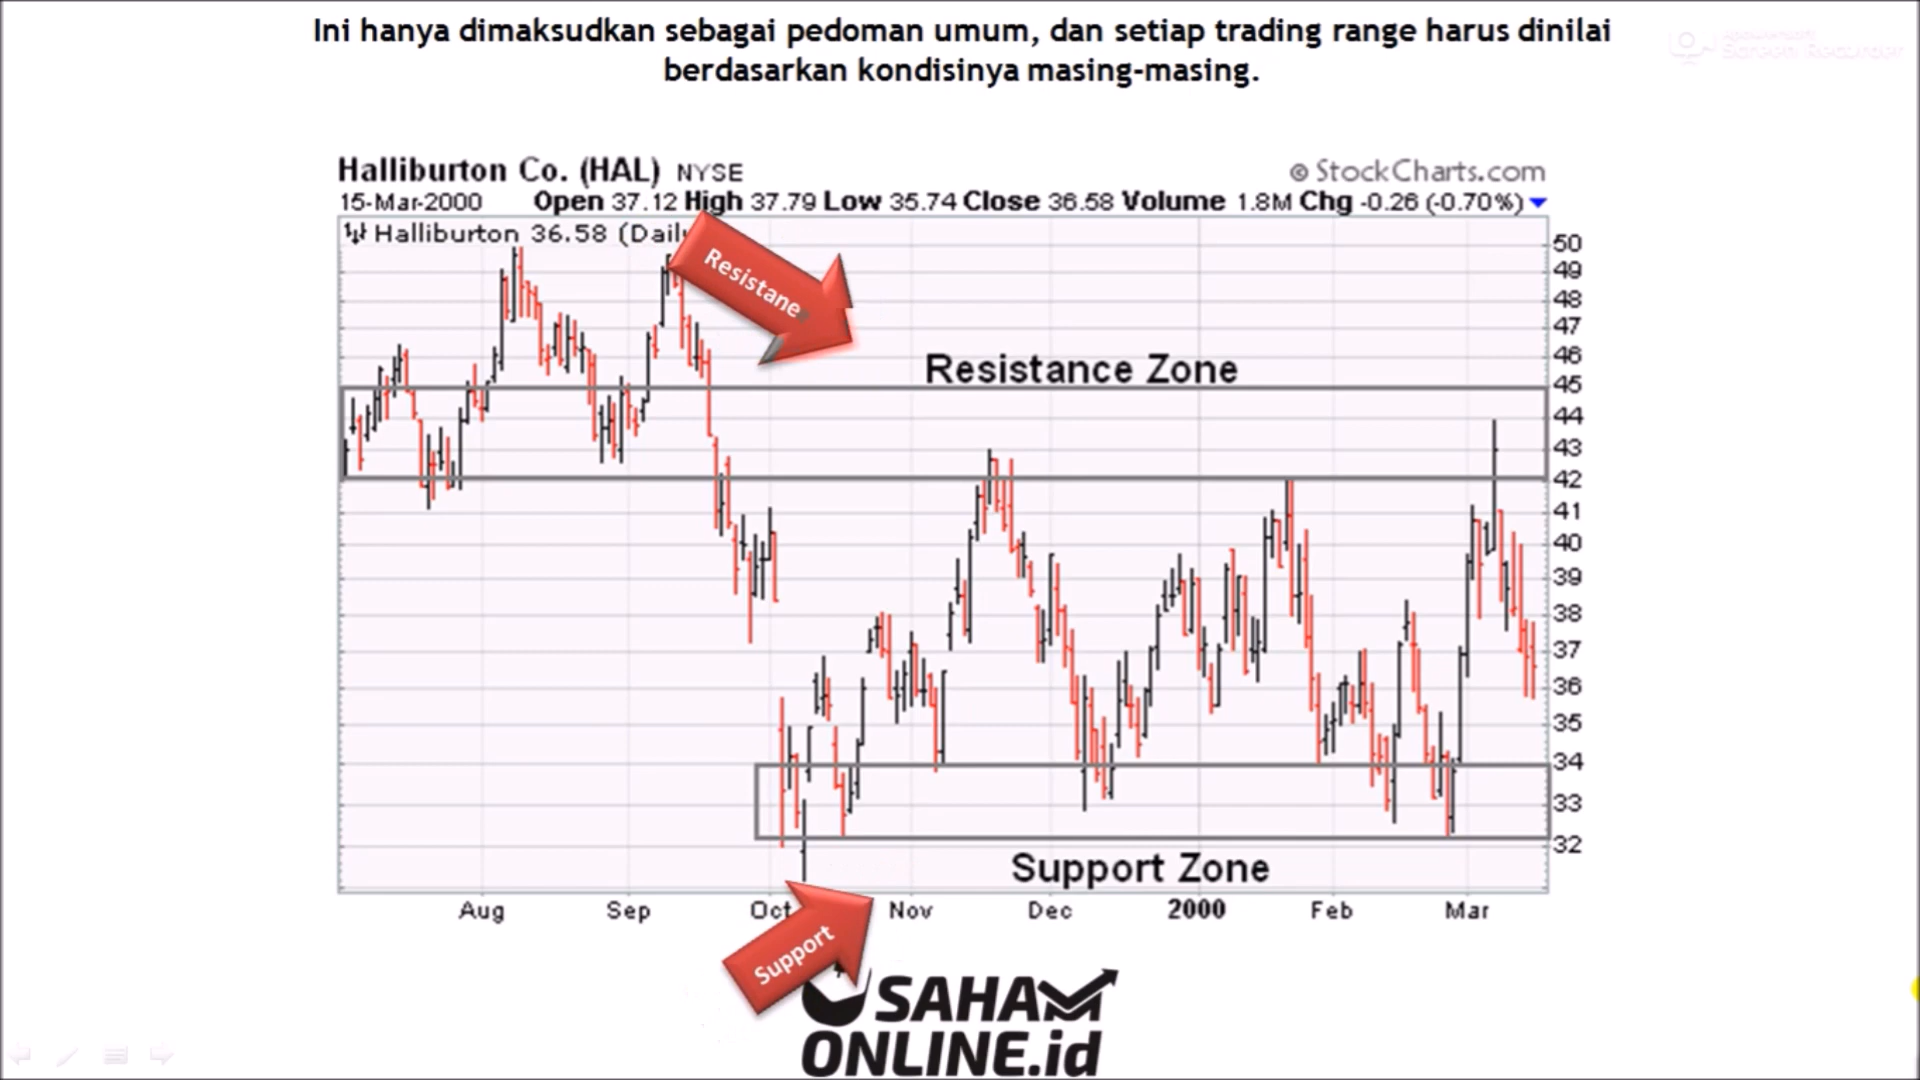 Ini hanya dimaksudkan sebagai pedoman umum, dan setiap trading range harus dinilai
berdasarkan kondisinya masing-masing.
Screen Recorder
Halliburton Co. (HAL) NYSE
© StockCharts.com
15-Mar-2000 Open 37.12 High 37.79 Low 35.74 Close 36.58 Volume 1.8M Chg -0.26 (-0.70%)
Halliburton 36.58 (Daily
Resistane
Resistance Zone
50
49
48
47
46
45
44
43
42
41
40
39
38
37
36
35
34
33
32
Support Zone
Aug Sep Oct Nov Dec 2000 Feb Mar
Support
SAHAM
ONLINE.id